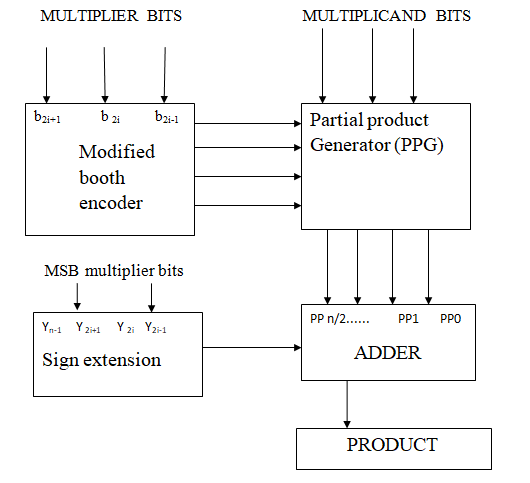 MULTIPLIER BITS
MULTIPLICAND BITS
b2i+1 b 2i b2i-1
Modified
booth
encoder
Partial product
Generator (PPG)
MSB multiplier bits
Yn-1 Y 2i+1 Y 2i Y2i-1
Sign extension
PP n/2...... PP1 PP0
ADDER
PRODUCT